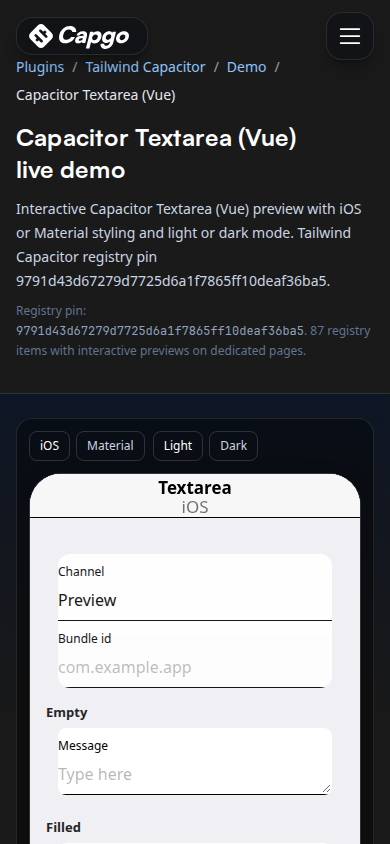 Capgo
Plugins / Tailwind Capacitor / Demo /
Capacitor Textarea (Vue)
Capacitor Textarea (Vue)
live demo
Interactive Capacitor Textarea (Vue) preview with iOS
or Material styling and light or dark mode. Tailwind
Capacitor registry pin
9791d43d67279d7725d6a1f7865ff10deaf36ba5.
Registry pin:
9791d43d67279d7725d6a1f7865ff10deaf36ba5. 87 registry
items with interactive previews on dedicated pages.
iOS Material Light Dark
Textarea
iOS
Channel
Preview
Bundle id
com.example.app
Empty
Message
Type here
Filled